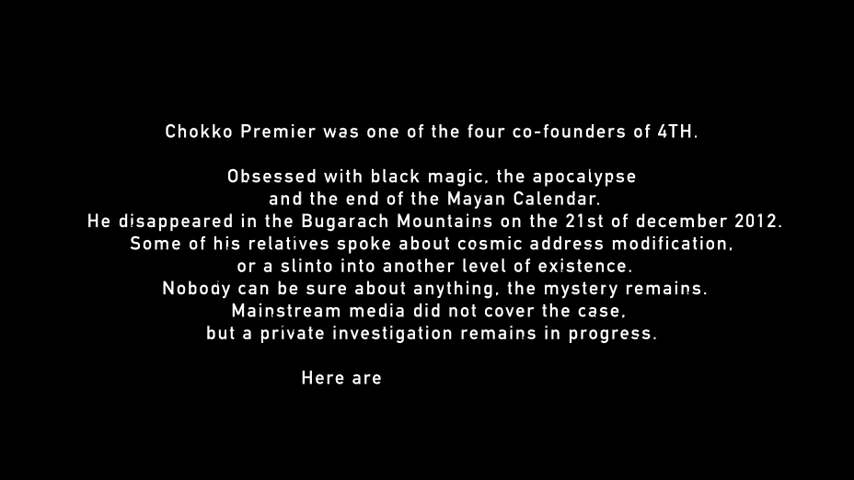 Chokko Premier was one of the four co-founders of 4TH.
Obsessed with black magic, the apocalypse
and the end of the Mayan Calendar.
He disappeared in the Bugarach Mountains on the 21st of december 2012.
Some of his relatives spoke about cosmic address modification,
or a slinto into another level of existence.
Nobody can be sure about anything, the mystery remains.
Mainstream media did not cover the case,
but a private investigation remains in progress.
Here are